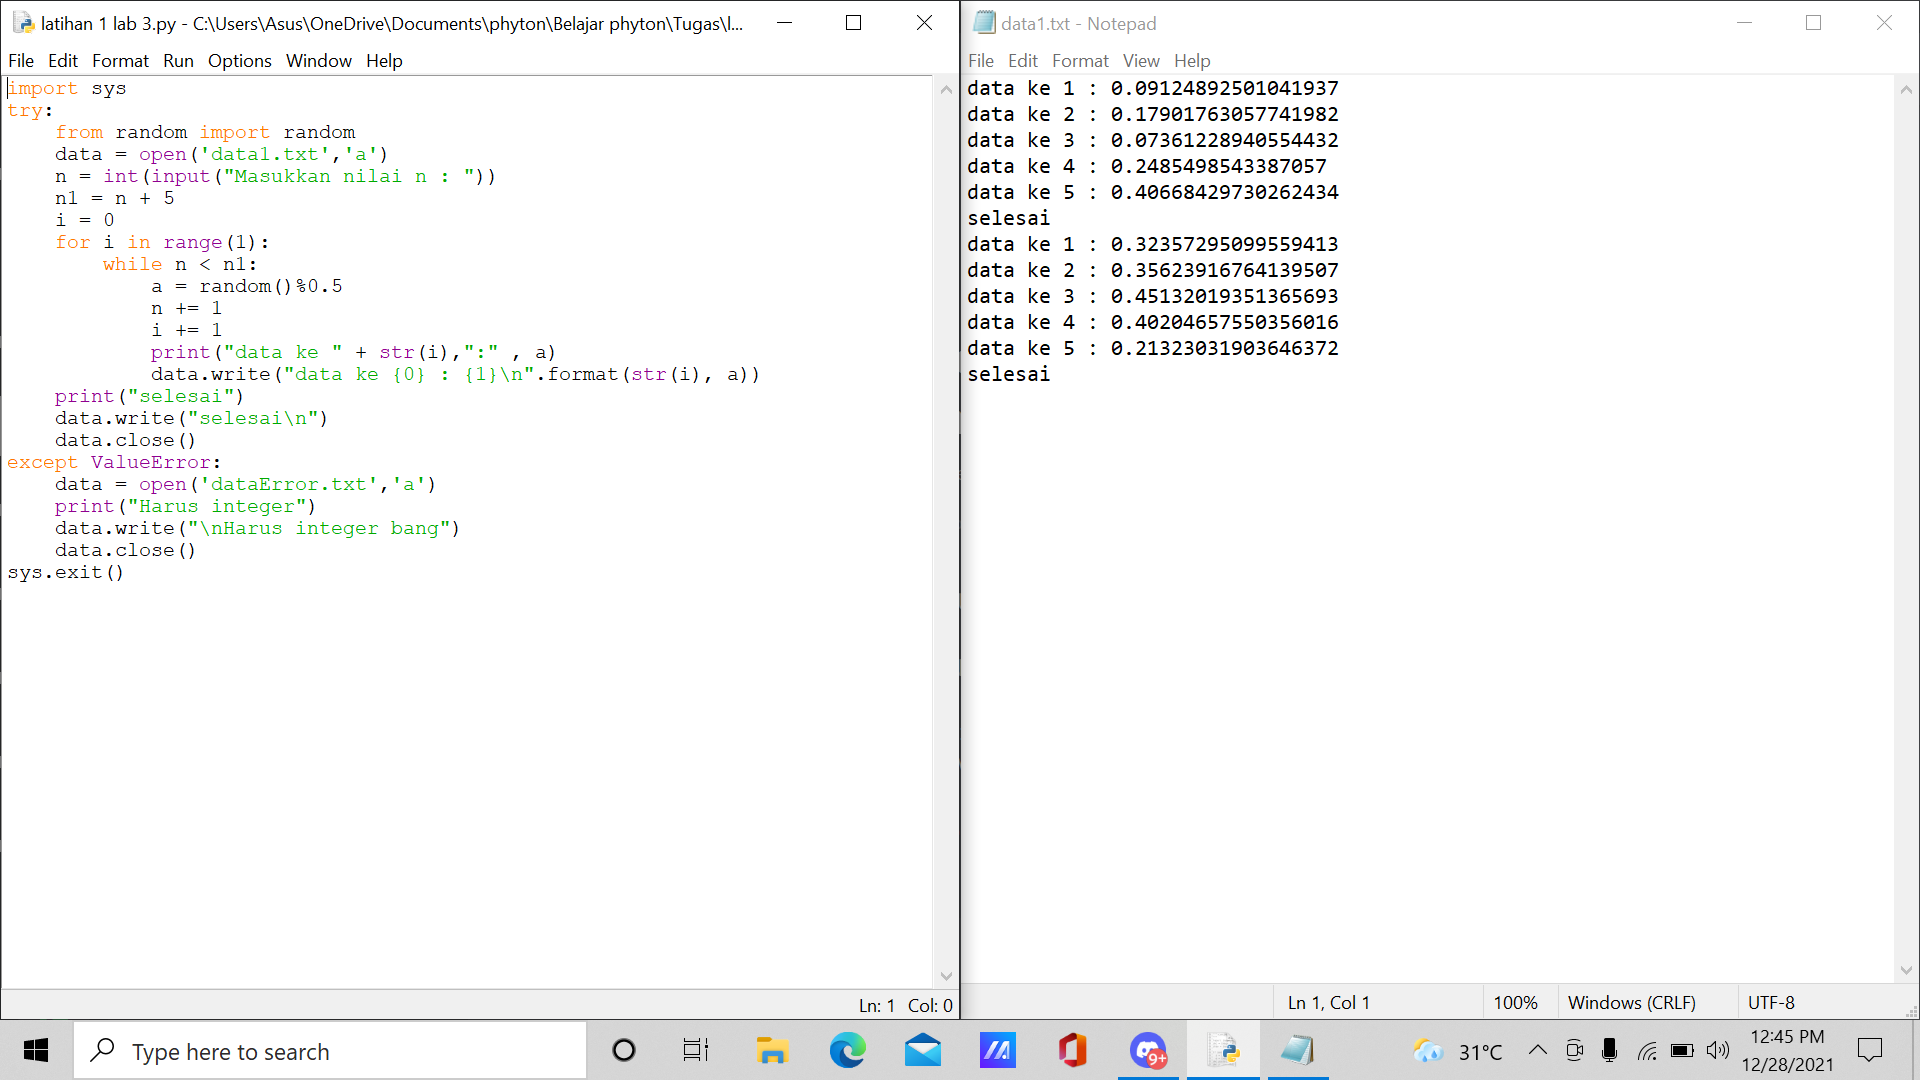 latihan 1 lab 3.py - C:\Users\Asus\OneDrive\Documents\phyton\Belajar phyton\Tugas\l...
File Edit Format Run Options Window Help
import sys
try:
    from random import random
    data = open('data1.txt','a')
    n = int(input("Masukkan nilai n : "))
    n1 = n + 5
    i = 0
    for i in range(1):
        while n < n1:
            a = random()%0.5
            n += 1
            i += 1
            print("data ke " + str(i),":" , a)
            data.write("data ke {0} : {1}\n".format(str(i), a))
    print("selesai")
    data.write("selesai\n")
    data.close()
except ValueError:
    data = open('dataError.txt','a')
    print("Harus integer")
    data.write("\nHarus integer bang")
    data.close()
sys.exit()
Ln: 1 Col: 0
data1.txt - Notepad
File Edit Format View Help
data ke 1 : 0.09124892501041937
data ke 2 : 0.17901763057741982
data ke 3 : 0.07361228940554432
data ke 4 : 0.2485498543387057
data ke 5 : 0.40668429730262434
selesai
data ke 1 : 0.32357295099559413
data ke 2 : 0.35623916764139507
data ke 3 : 0.45132019351365693
data ke 4 : 0.40204657550356016
data ke 5 : 0.21323031903646372
selesai
Ln 1, Col 1 100% Windows (CRLF) UTF-8
Type here to search
9+
31°C
12:45 PM
12/28/2021